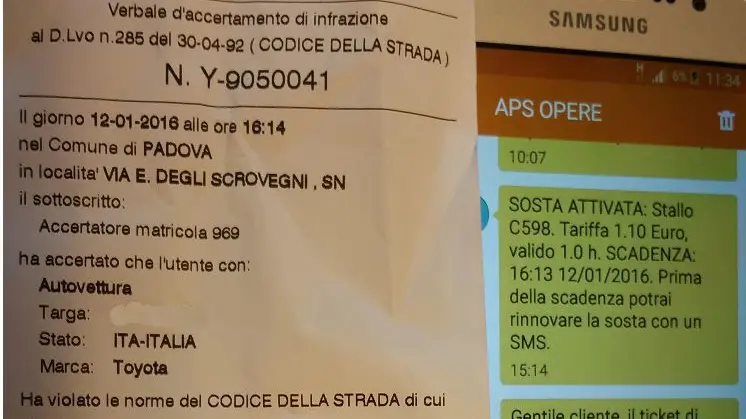 Verbale d'accertamento di infrazione
al D.Lvo n.285 del 30-04-92 ( CODICE DELLA STRADA )
N. Y-9050041
Il giorno 12-01-2016 alle ore 16:14
nel Comune di PADOVA
in localita' VIA E. DEGLI SCROVEGNI , SN
il sottoscritto:
Accertatore matricola 969
ha accertato che l'utente con:
Autovettura
Targa:
Stato: ITA-ITALIA
Marca: Toyota
Ha violato le norme del CODICE DELLA STRADA di cui
SAMSUNG
H 6% 11:34
APS OPERE
10:07
SOSTA ATTIVATA: Stallo
C598. Tariffa 1.10 Euro,
valido 1.0 h. SCADENZA:
16:13 12/01/2016. Prima
della scadenza potrai
rinnovare la sosta con un
SMS.
15:14
Gentile cliente, il ticket di